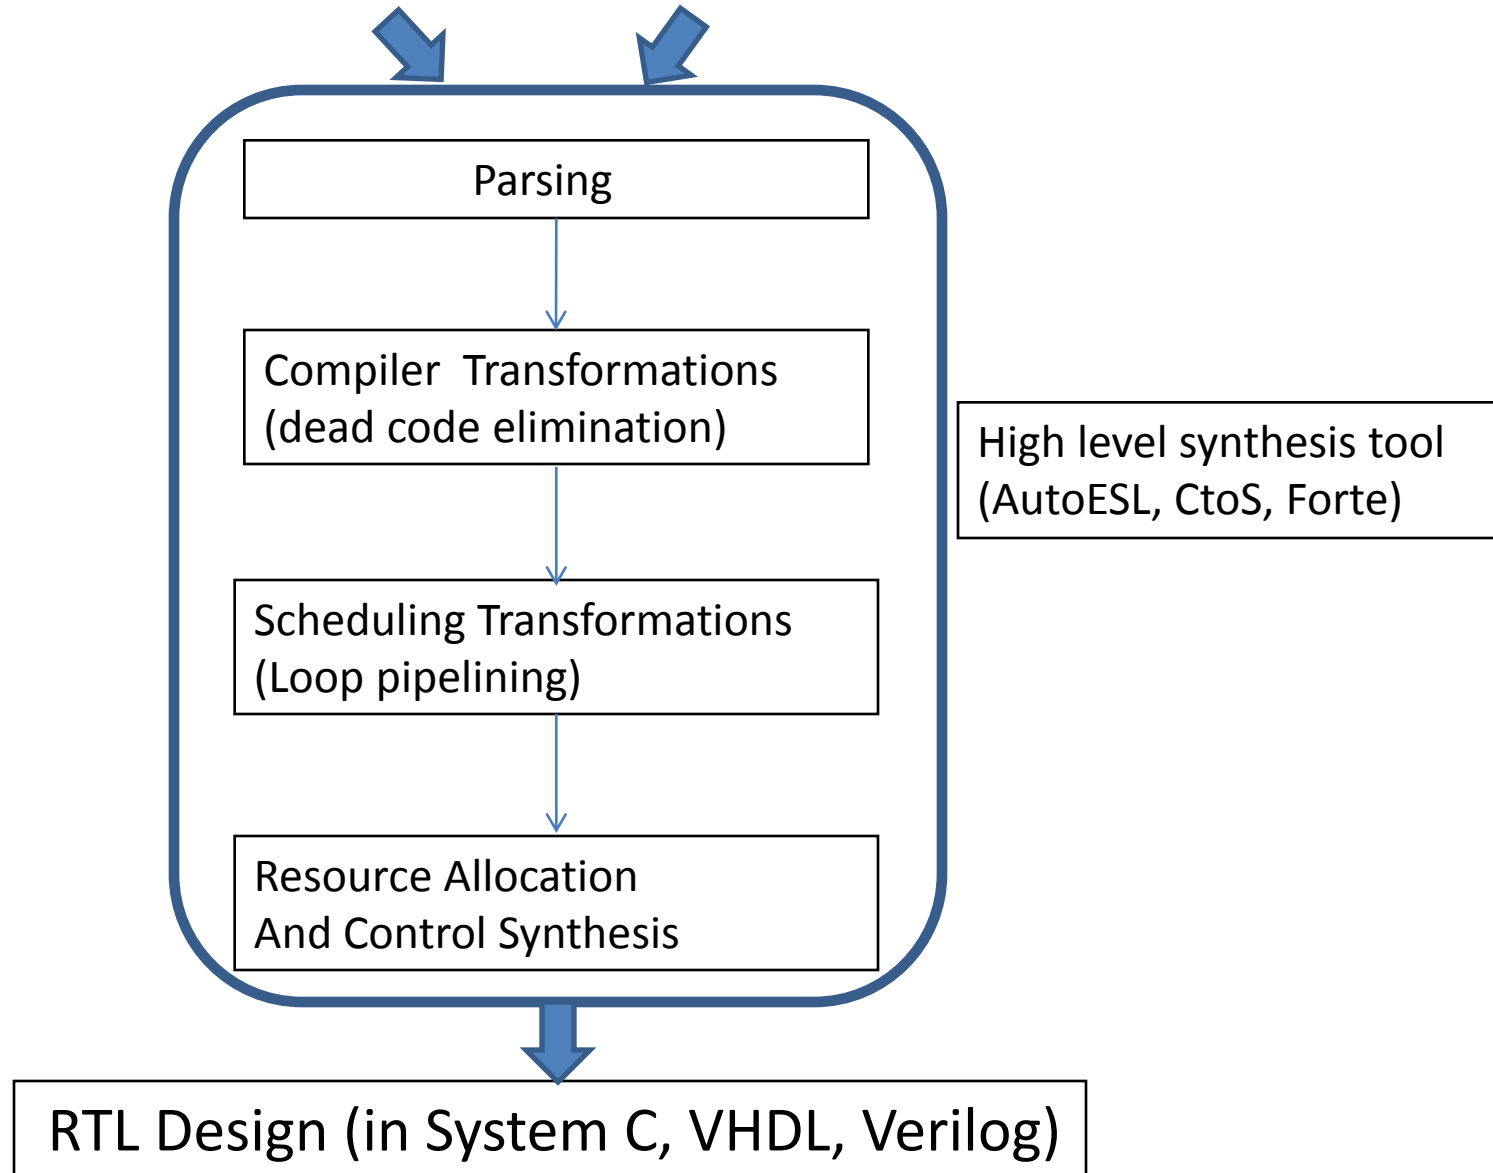 Parsing
Compiler  Transformations
(dead code elimination)
High level synthesis tool
(AutoESL, CtoS, Forte)
Scheduling Transformations
(Loop pipelining)
Resource Allocation
And Control Synthesis
RTL Design (in System C, VHDL, Verilog)